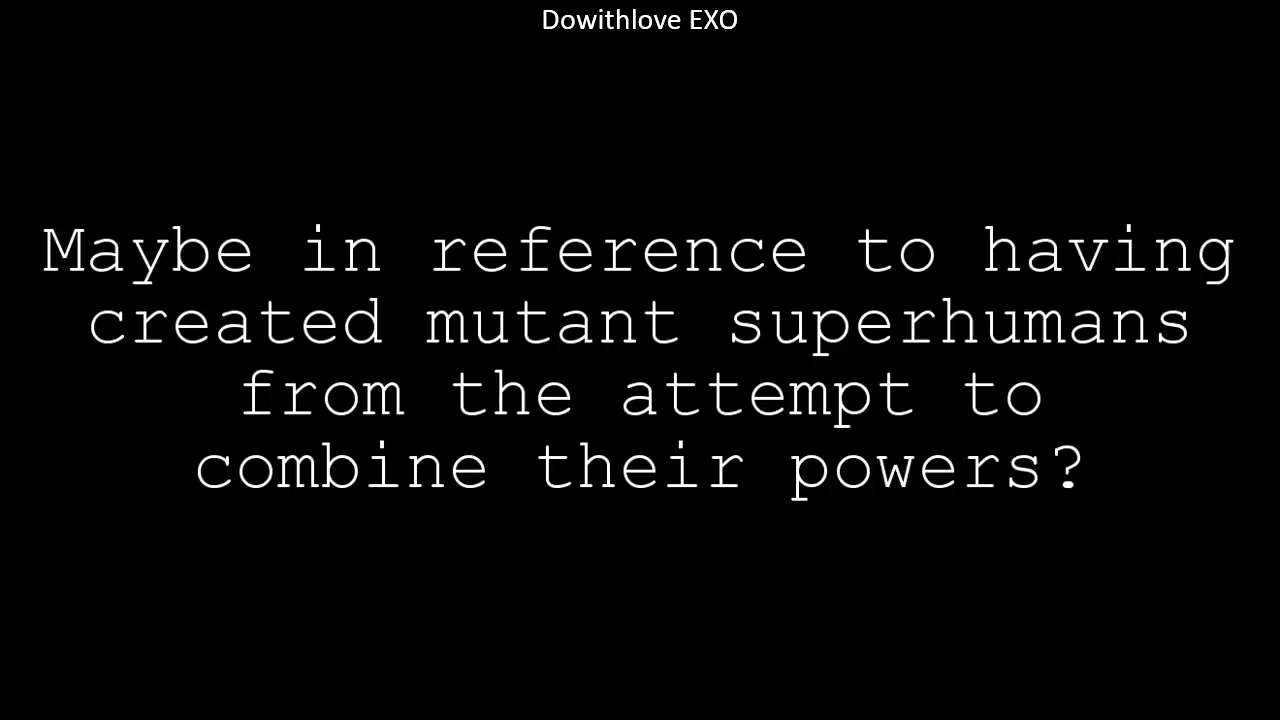 Dowithlove EXO
Maybe in reference to having
created mutant superhumans
from the attempt to
combine their powers?